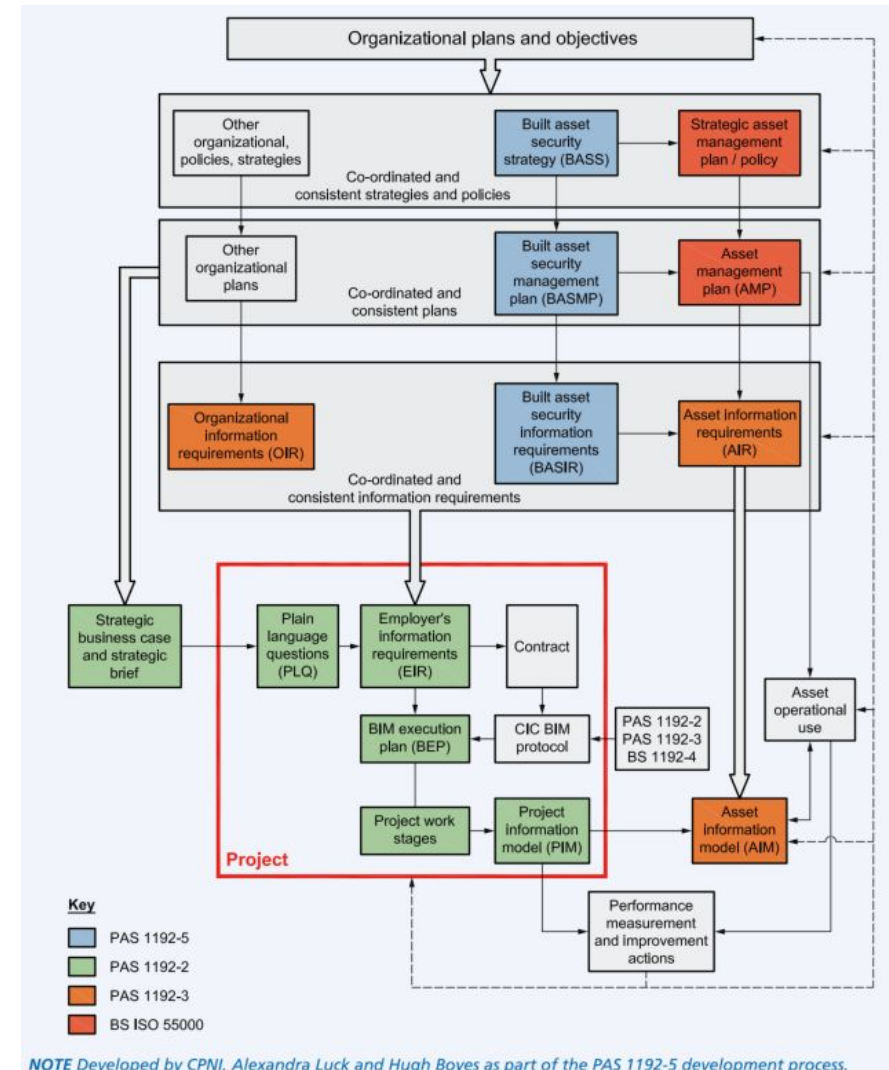 Organizational plans and objectives
Other
organizational,
policies, strategies
Built asset
security
strategy (BASS)
Strategic asset
management
plan / policy
Co-ordinated and
consistent strategies and policies
Other
organizational
plans
Built asset
security
management
plan (BASMP)
Asset
management
plan (AMP)
Co-ordinated and
consistent plans
Organizational
information
requirements (OIR)
Built asset
security
information
requirements
(BASIR)
Asset information
requirements
(AIR)
Co-ordinated and
consistent information requirements
Strategic
business case
and strategic
brief
Plain
language
questions
(PLQ)
Employer's
information
requirements
(EIR)
Contract
Asset
operational
use
BIM execution
plan (BEP)
CIC BIM
protocol
PAS 1192-2
PAS 1192-3
BS 1192-4
Project work
stages
Project
information
model (PIM)
Asset
information
model (AIM)
Project
Performance
measurement
and improvement
actions
Key
PAS 1192-5
PAS 1192-2
PAS 1192-3
BS ISO 55000
NOTE Developed by CPNI, Alexandra Luck and Hugh Boyes as part of the PAS 1192-5 development process.